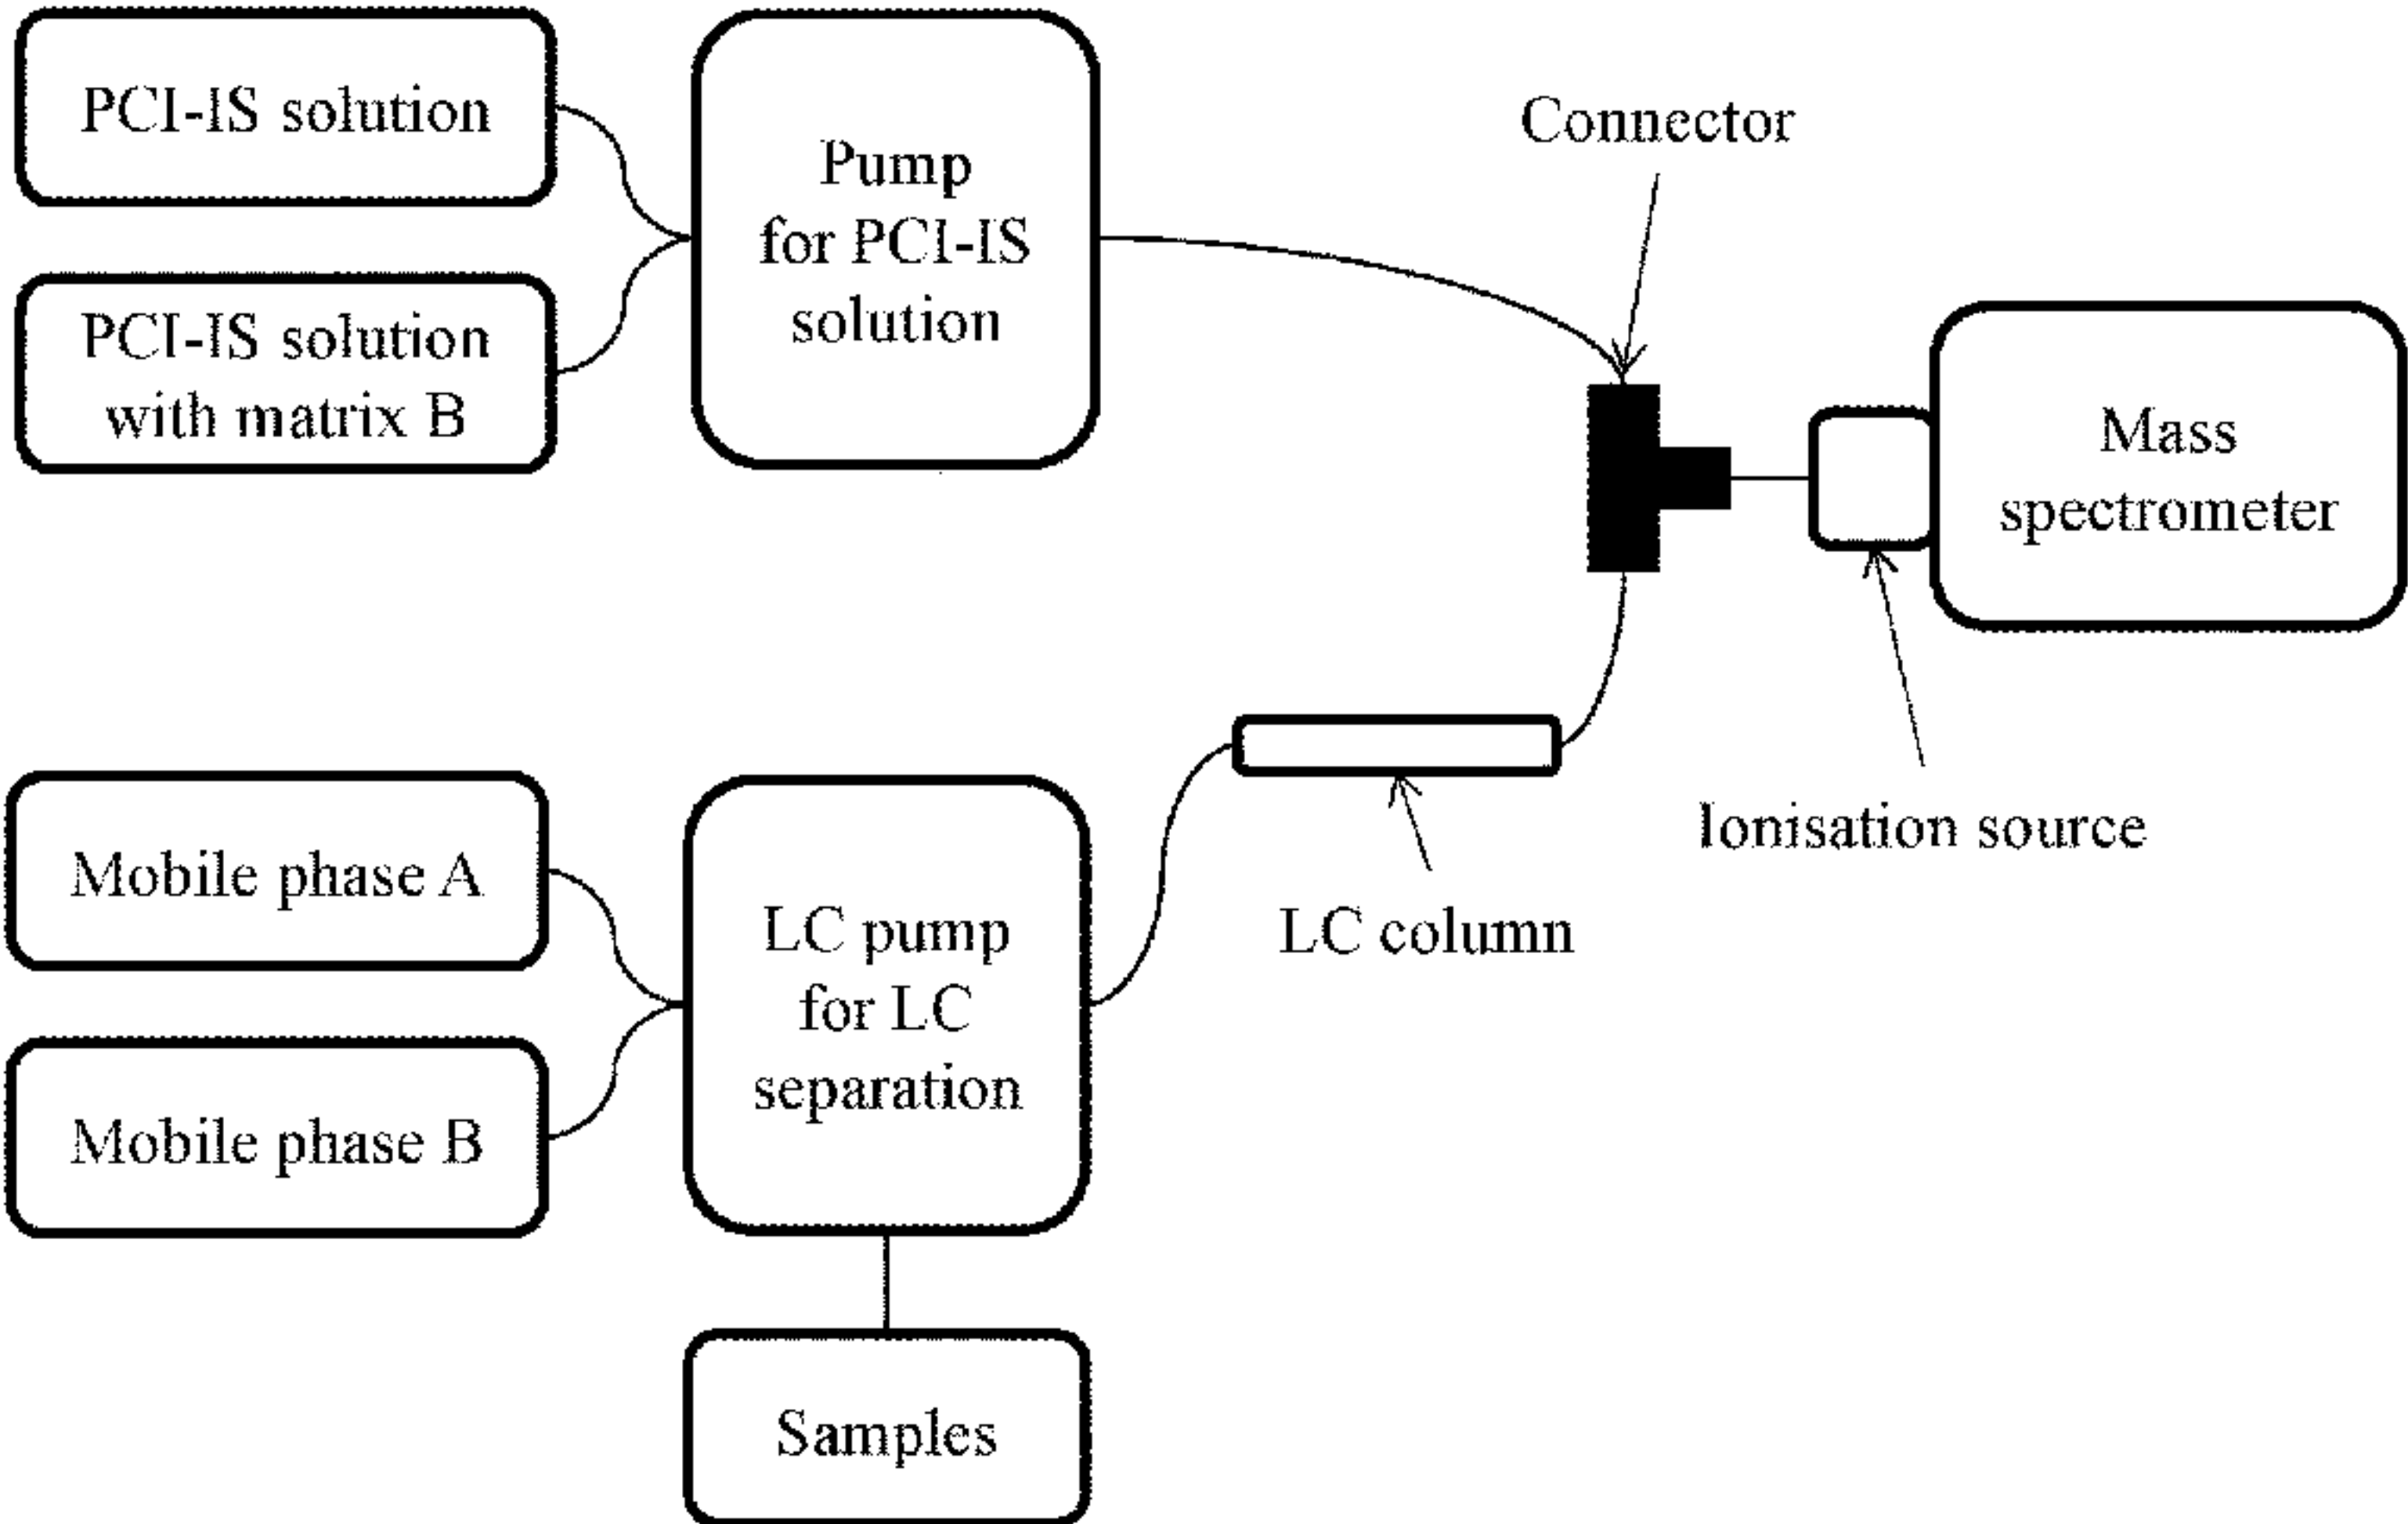 PCI-IS solution
PCI-IS solution
with matrix B
Pump
for PCI-IS
solution
Connector
Mass
spectrometer
Ionisation source
LC column
Mobile phase A
Mobile phase B
LC pump
for LC
separation
Samples